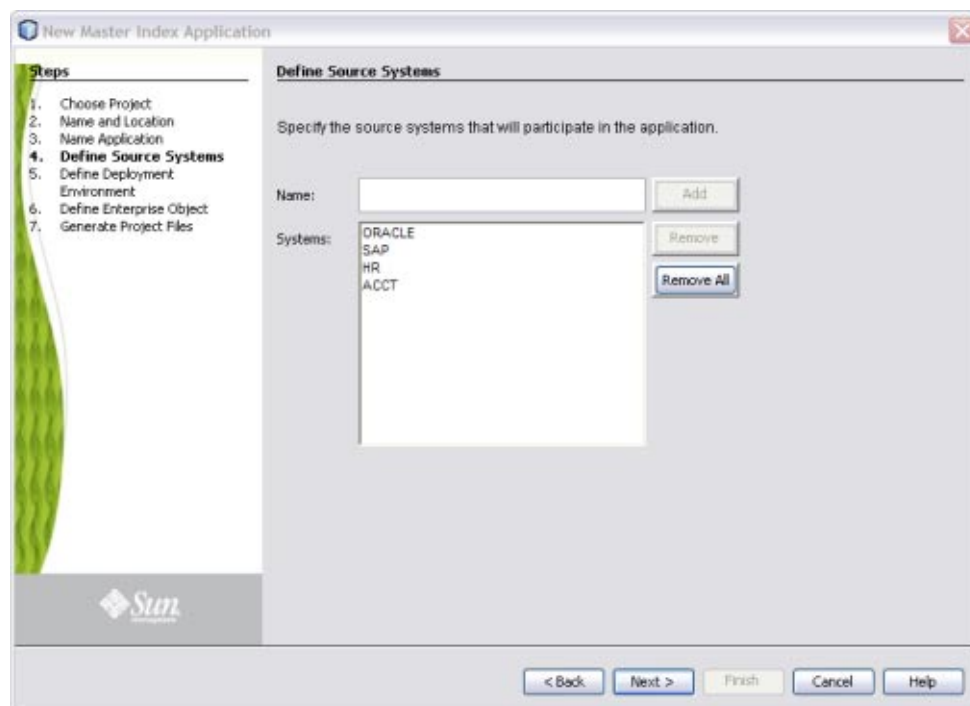 New Master Index Application
Steps
1. Choose Project
2. Name and Location
3. Name Application
4. Define Source Systems
5. Define Deployment
Environment
6. Define Enterprise Object
7. Generate Project Files
Define Source Systems
Specify the source systems that will participate in the application.
Name:
Add
Systems:
ORACLE
SAP
HR
ACCT
Remove
Remove All
Sun
< Back
Next >
Finish
Cancel
Help